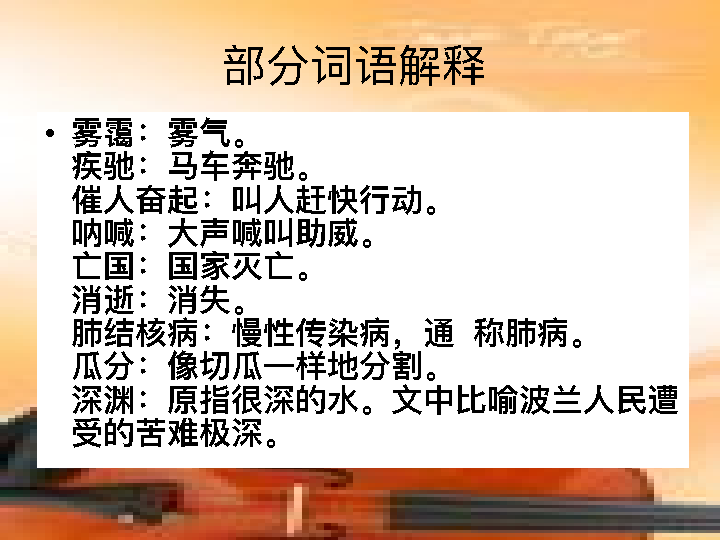 部分词语解释
• 雾霭：雾气。
疾驰：马车奔驰。
催人奋起：叫人赶快行动。
呐喊：大声喊叫助威。
亡国：国家灭亡。
消逝：消失。
肺结核病：慢性传染病，通 称肺病。
瓜分：像切瓜一样地分割。
深渊：原指很深的水。文中比喻波兰人民遭
受的苦难极深。